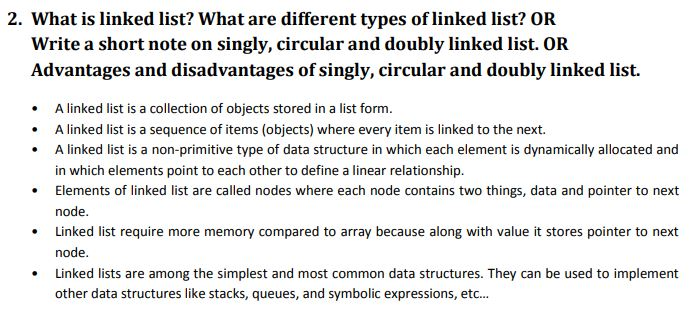 2. What is linked list? What are different types of linked list? OR
Write a short note on singly, circular and doubly linked list. OR
Advantages and disadvantages of singly, circular and doubly linked list.
• A linked list is a collection of objects stored in a list form.
• A linked list is a sequence of items (objects) where every item is linked to the next.
• A linked list is a non-primitive type of data structure in which each element is dynamically allocated and
in which elements point to each other to define a linear relationship.
• Elements of linked list are called nodes where each node contains two things, data and pointer to next
node.
• Linked list require more memory compared to array because along with value it stores pointer to next
node.
• Linked lists are among the simplest and most common data structures. They can be used to implement
other data structures like stacks, queues, and symbolic expressions, etc...